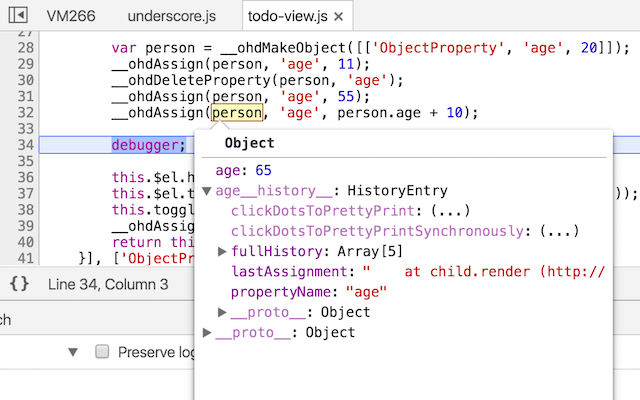 VM266 underscore.js todo-view.js ×
27
28 var person = __ohdMakeObject([['ObjectProperty', 'age', 20]]);
29 __ohdAssign(person, 'age', 11);
30 __ohdDeleteProperty(person, 'age');
31 __ohdAssign(person, 'age', 55);
32 __ohdAssign(person, 'age', person.age + 10);
33
34 debugger;
Object
35
age: 65
36 this.$el.h
age__history__: HistoryEntry
37 this.$el.t ));
clickDotsToPrettyPrint: (...)
38 this.toggl
clickDotsToPrettyPrintSynchronously: (...)
39 __ohdAssig
fullHistory: Array[5]
40 return thi
41 }], ['ObjectPr
lastAssignment: " at child.render (http://
{} Line 34, Column 3
propertyName: "age"
__proto__: Object
ch
__proto__: Object
Preserve log